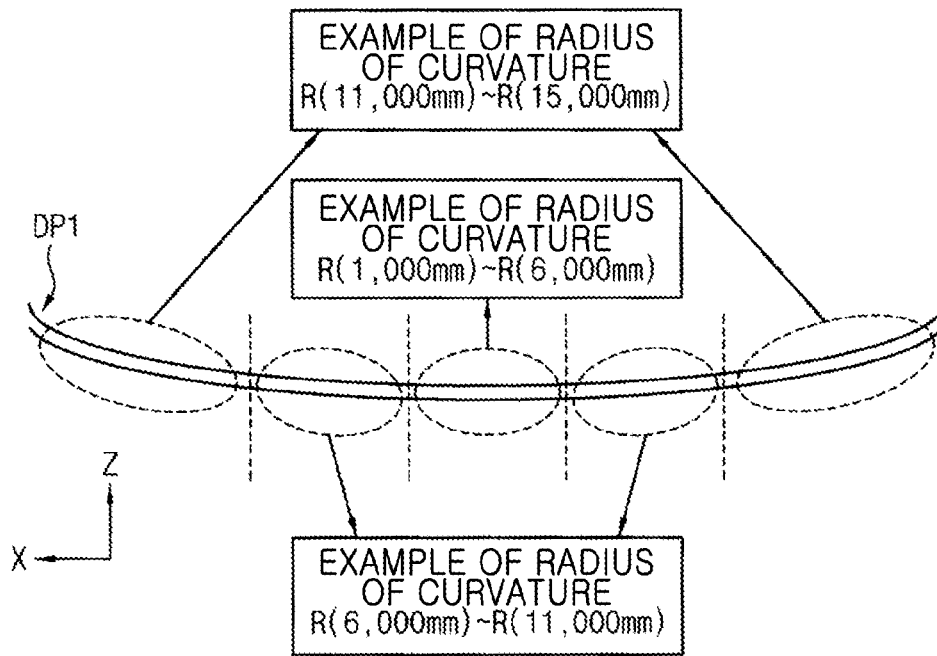 EXAMPLE OF RADIUS
OF CURVATURE
R(11,000mm)~R(15,000mm)
EXAMPLE OF RADIUS
OF CURVATURE
R(1,000mm)~R(6,000mm)
DP1
Z
X
EXAMPLE OF RADIUS
OF CURVATURE
R(6,000mm)~R(11,000mm)